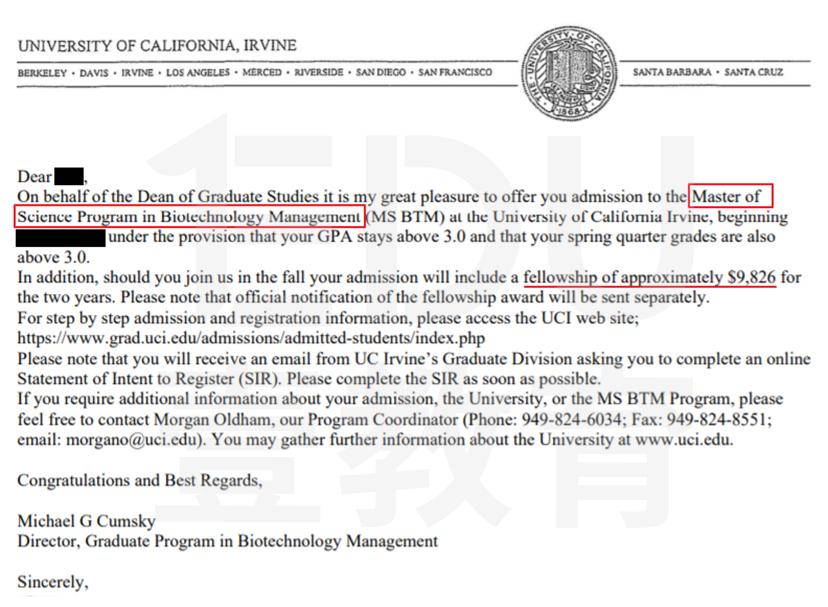 UNIVERSITY OF CALIFORNIA, IRVINE
BERKELEY • DAVIS • IRVINE • LOS ANGELES • MERCED • RIVERSIDE • SAN DIEGO • SAN FRANCISCO
SANTA BARBARA • SANTA CRUZ
THE UNIVERSITY OF CALIFORNIA
1868
1EDU
壹教育
Dear ,
On behalf of the Dean of Graduate Studies it is my great pleasure to offer you admission to the Master of
Science Program in Biotechnology Management (MS BTM) at the University of California Irvine, beginning
under the provision that your GPA stays above 3.0 and that your spring quarter grades are also
above 3.0.
In addition, should you join us in the fall your admission will include a fellowship of approximately $9,826 for
the two years. Please note that official notification of the fellowship award will be sent separately.
For step by step admission and registration information, please access the UCI web site;
https://www.grad.uci.edu/admissions/admitted-students/index.php
Please note that you will receive an email from UC Irvine's Graduate Division asking you to complete an online
Statement of Intent to Register (SIR). Please complete the SIR as soon as possible.
If you require additional information about your admission, the University, or the MS BTM Program, please
feel free to contact Morgan Oldham, our Program Coordinator (Phone: 949-824-6034; Fax: 949-824-8551;
email: morgano@uci.edu). You may gather further information about the University at www.uci.edu.
Congratulations and Best Regards,
Michael G Cumsky
Director, Graduate Program in Biotechnology Management
Sincerely,